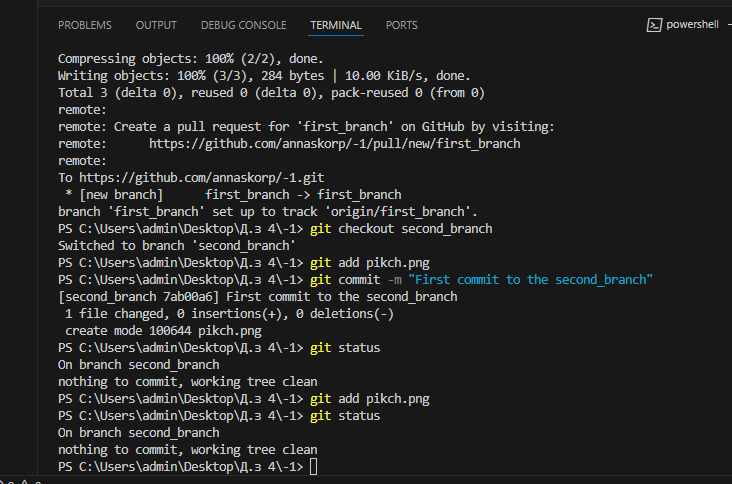 PROBLEMS OUTPUT DEBUG CONSOLE TERMINAL PORTS powershell
Compressing objects: 100% (2/2), done.
Writing objects: 100% (3/3), 284 bytes | 10.00 KiB/s, done.
Total 3 (delta 0), reused 0 (delta 0), pack-reused 0 (from 0)
remote:
remote: Create a pull request for 'first_branch' on GitHub by visiting:
remote:      https://github.com/annaskorp/-1/pull/new/first_branch
remote:
To https://github.com/annaskorp/-1.git
 * [new branch]      first_branch -> first_branch
branch 'first_branch' set up to track 'origin/first_branch'.
PS C:\Users\admin\Desktop\Д.з 4\-1> git checkout second_branch
Switched to branch 'second_branch'
PS C:\Users\admin\Desktop\Д.з 4\-1> git add pikch.png
PS C:\Users\admin\Desktop\Д.з 4\-1> git commit -m "First commit to the second_branch"
[second_branch 7ab00a6] First commit to the second_branch
 1 file changed, 0 insertions(+), 0 deletions(-)
 create mode 100644 pikch.png
PS C:\Users\admin\Desktop\Д.з 4\-1> git status
On branch second_branch
nothing to commit, working tree clean
PS C:\Users\admin\Desktop\Д.з 4\-1> git add pikch.png
PS C:\Users\admin\Desktop\Д.з 4\-1> git status
On branch second_branch
nothing to commit, working tree clean
PS C:\Users\admin\Desktop\Д.з 4\-1>